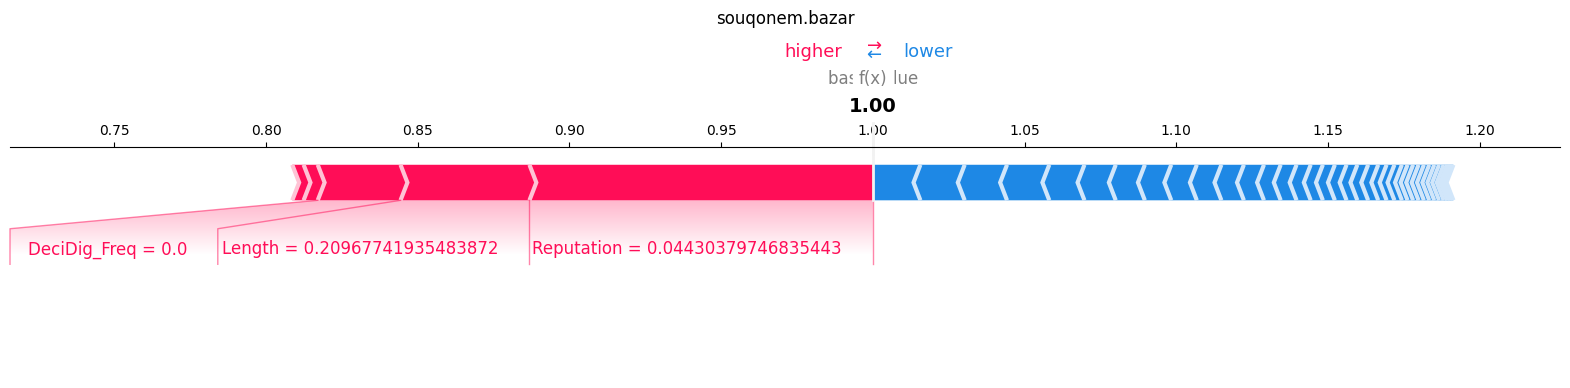 souqonem.bazar
higher → ← lower
f(x)
1.00
0.75 0.80 0.85 0.90 0.95 1.00 1.05 1.10 1.15 1.20
DeciDig_Freq = 0.0 Length = 0.20967741935483872 Reputation = 0.04430379746835443